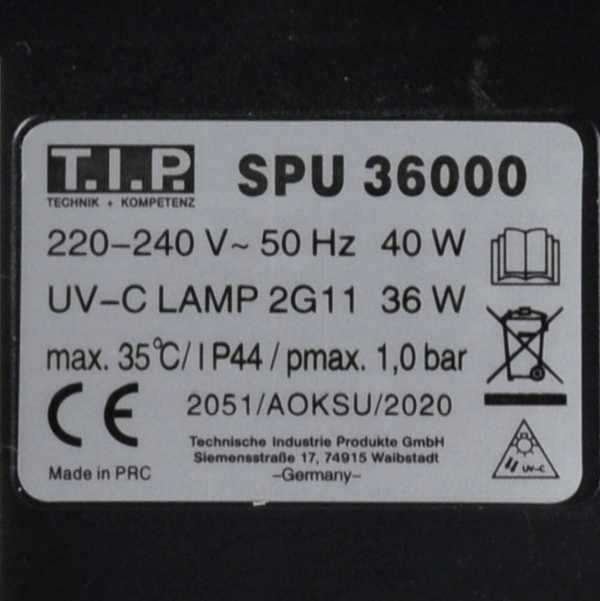 T.I.P. SPU 36000
TECHNIK + KOMPETENZ
220–240 V~ 50 Hz 40 W
UV–C LAMP 2G11 36 W
max. 35°C/ IP44 / pmax. 1,0 bar
CE 2051/AOKSU/2020
Technische Industrie Produkte GmbH
Siemensstraße 17, 74915 Waibstadt
Made in PRC –Germany–
UV-C